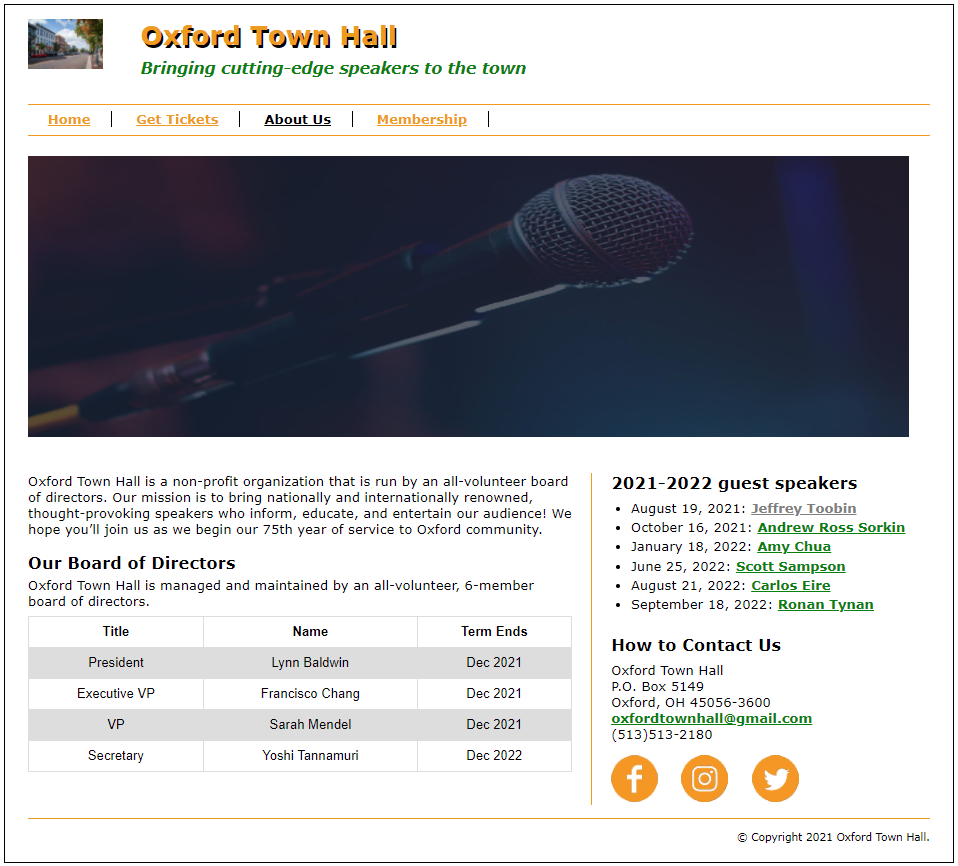 Oxford Town Hall
Bringing cutting-edge speakers to the town
Home
Get Tickets
About Us
Membership
Oxford Town Hall is a non-profit organization that is run by an all-volunteer board
of directors. Our mission is to bring nationally and internationally renowned,
thought-provoking speakers who inform, educate, and entertain our audience! We
hope you’ll join us as we begin our 75th year of service to Oxford community.
Our Board of Directors
Oxford Town Hall is managed and maintained by an all-volunteer, 6-member
board of directors.
Title Name Term Ends
President Lynn Baldwin Dec 2021
Executive VP Francisco Chang Dec 2021
VP Sarah Mendel Dec 2021
Secretary Yoshi Tannamuri Dec 2022
2021-2022 guest speakers
August 19, 2021: Jeffrey Toobin
October 16, 2021: Andrew Ross Sorkin
January 18, 2022: Amy Chua
June 25, 2022: Scott Sampson
August 21, 2022: Carlos Eire
September 18, 2022: Ronan Tynan
How to Contact Us
Oxford Town Hall
P.O. Box 5149
Oxford, OH 45056-3600
oxfordtownhall@gmail.com
(513)513-2180
© Copyright 2021 Oxford Town Hall.